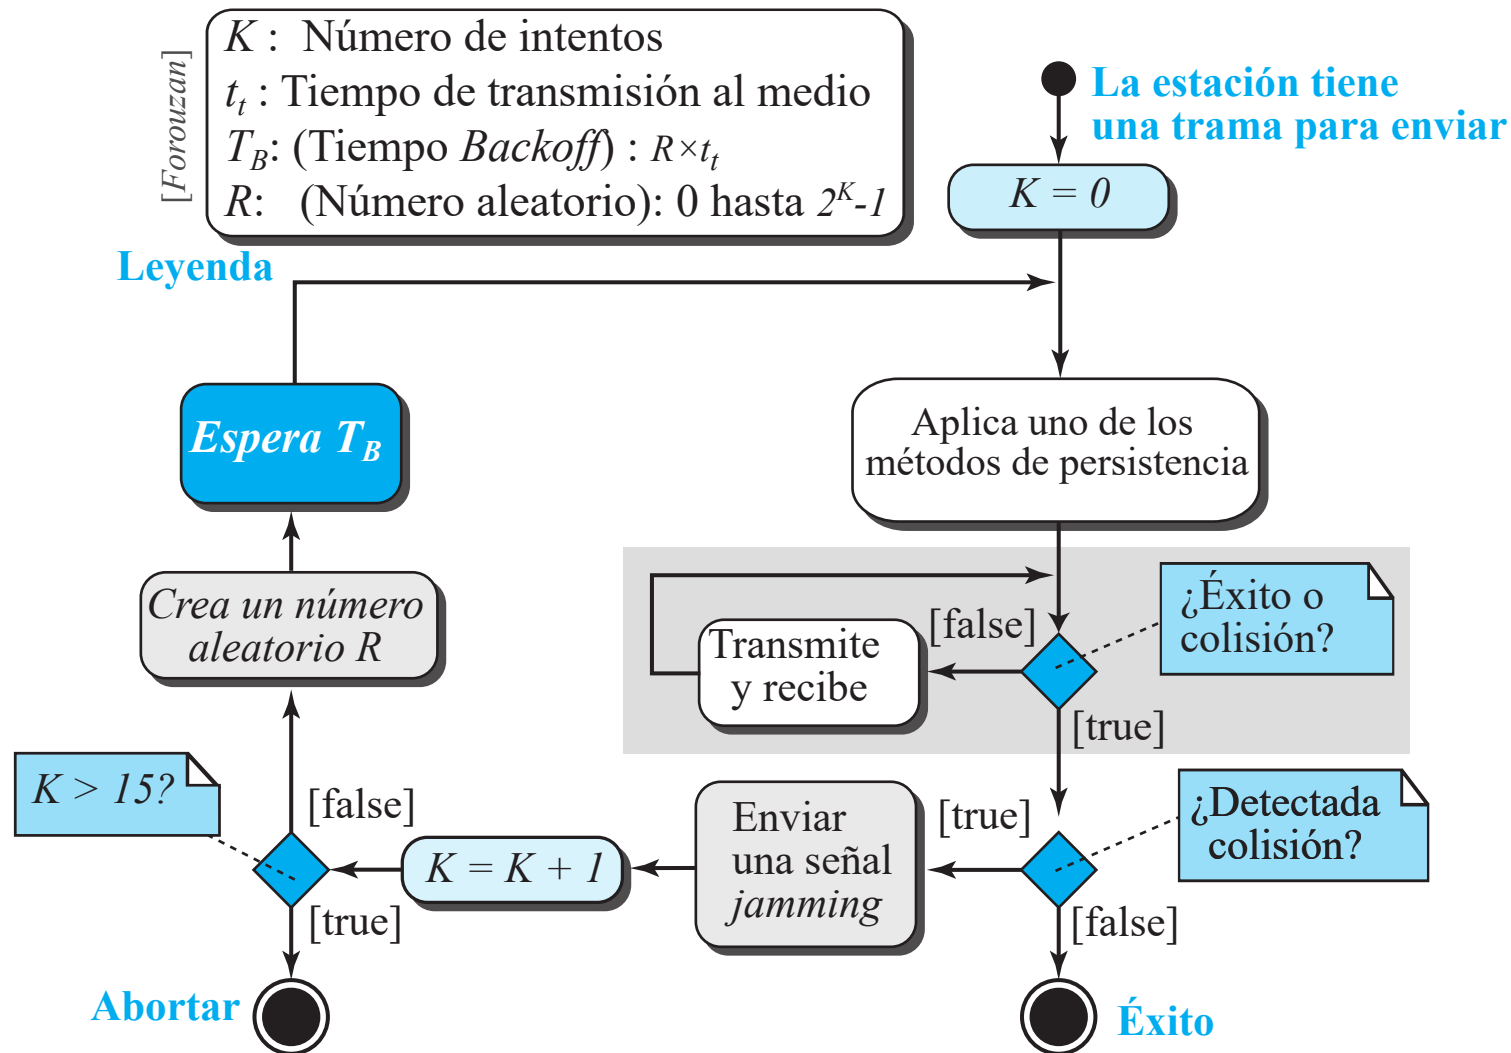 [Forouzan]
K : Número de intentos
t_t : Tiempo de transmisión al medio
T_B: (Tiempo Backoff) : R×t_t
R: (Número aleatorio): 0 hasta 2^K-1
Leyenda
La estación tiene
una trama para enviar
K = 0
Aplica uno de los
métodos de persistencia
Espera T_B
Crea un número
aleatorio R
[false]
Transmite
y recibe
¿Éxito o
colisión?
[true]
K > 15?
[false]
[true]
K = K + 1
Enviar
una señal
jamming
[true]
¿Detectada
colisión?
[false]
Abortar
Éxito